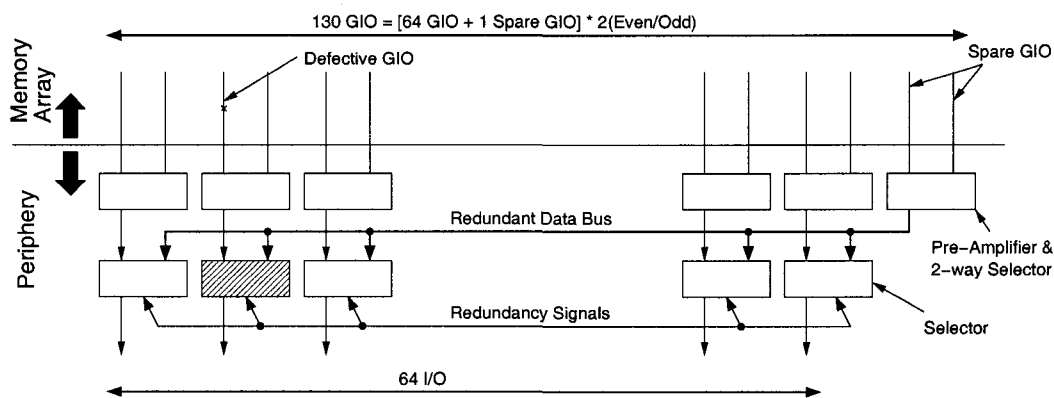 130 GIO = [64 GIO + 1 Spare GIO] * 2(Even/Odd)
Defective GIO
Spare GIO
Memory
Array
Periphery
Redundant Data Bus
Pre-Amplifier &
2-way Selector
Redundancy Signals
Selector
64 I/O